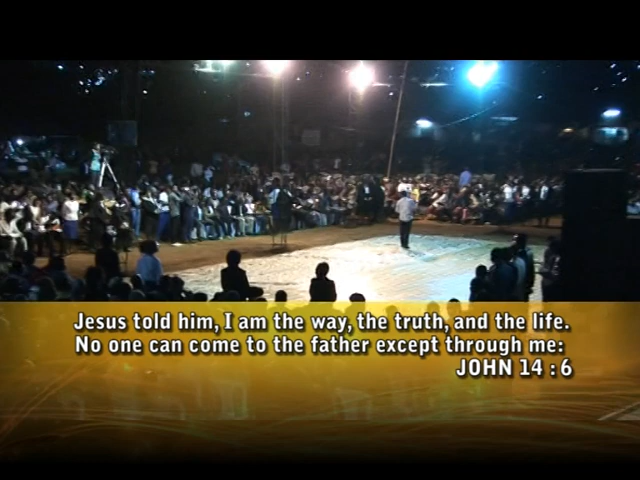 Jesus told him, I am the way, the truth, and the life.
No one can come to the father except through me:
JOHN 14 : 6